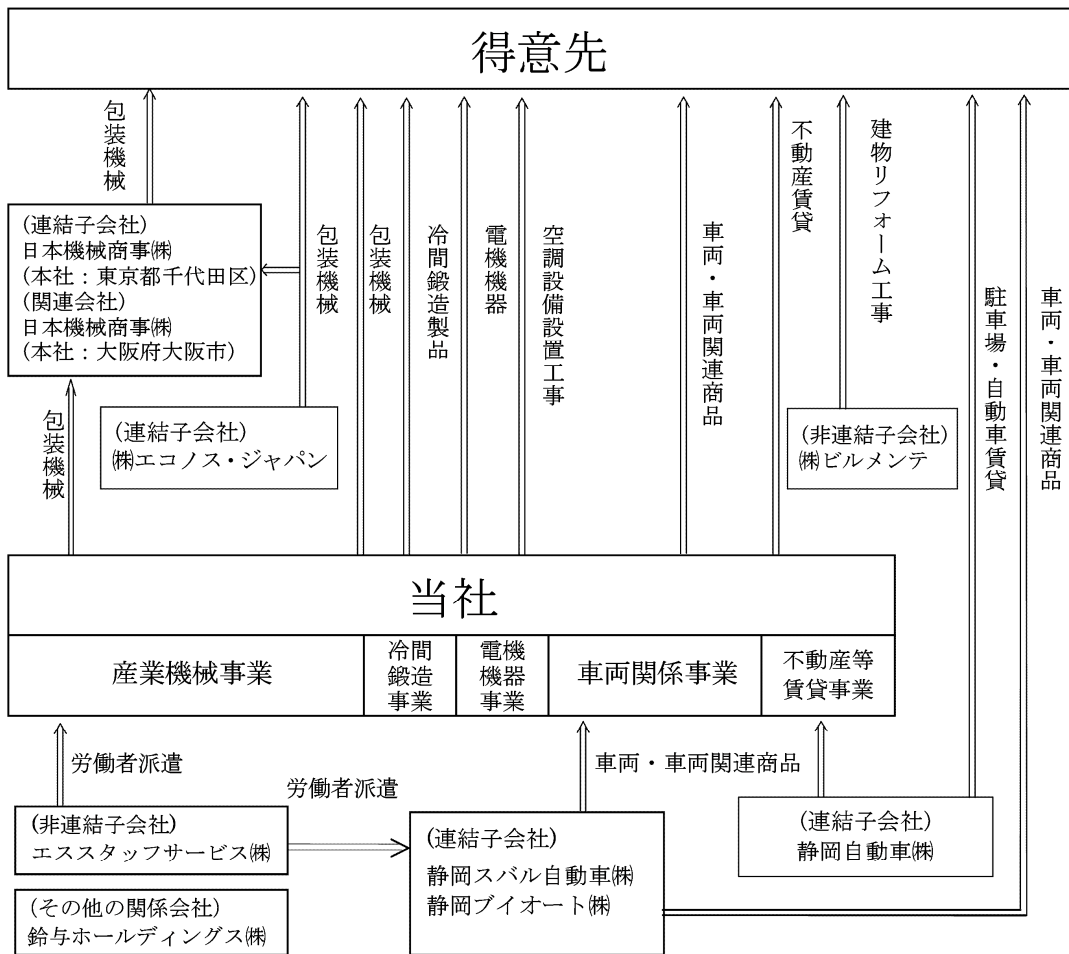 得意先
包装機械
(連結子会社)
日本機械商事㈱
(本社：東京都千代田区)
(関連会社)
日本機械商事㈱
(本社：大阪府大阪市)
包装機械
包装機械
冷間鍛造製品
電機機器
空調設備設置工事
車両・車両関連商品
不動産賃貸
建物リフォーム工事
駐車場・自動車賃貸
車両・車両関連商品
包装機械
(連結子会社)
㈱エコノス・ジャパン
(非連結子会社)
㈱ビルメンテ
当社
産業機械事業
冷間
鍛造
事業
電機
機器
事業
車両関係事業
不動産等
賃貸事業
労働者派遣
労働者派遣
車両・車両関連商品
(非連結子会社)
エススタッフサービス㈱
(連結子会社)
静岡スバル自動車㈱
静岡ブイオート㈱
(連結子会社)
静岡自動車㈱
(その他の関係会社)
鈴与ホールディングス㈱